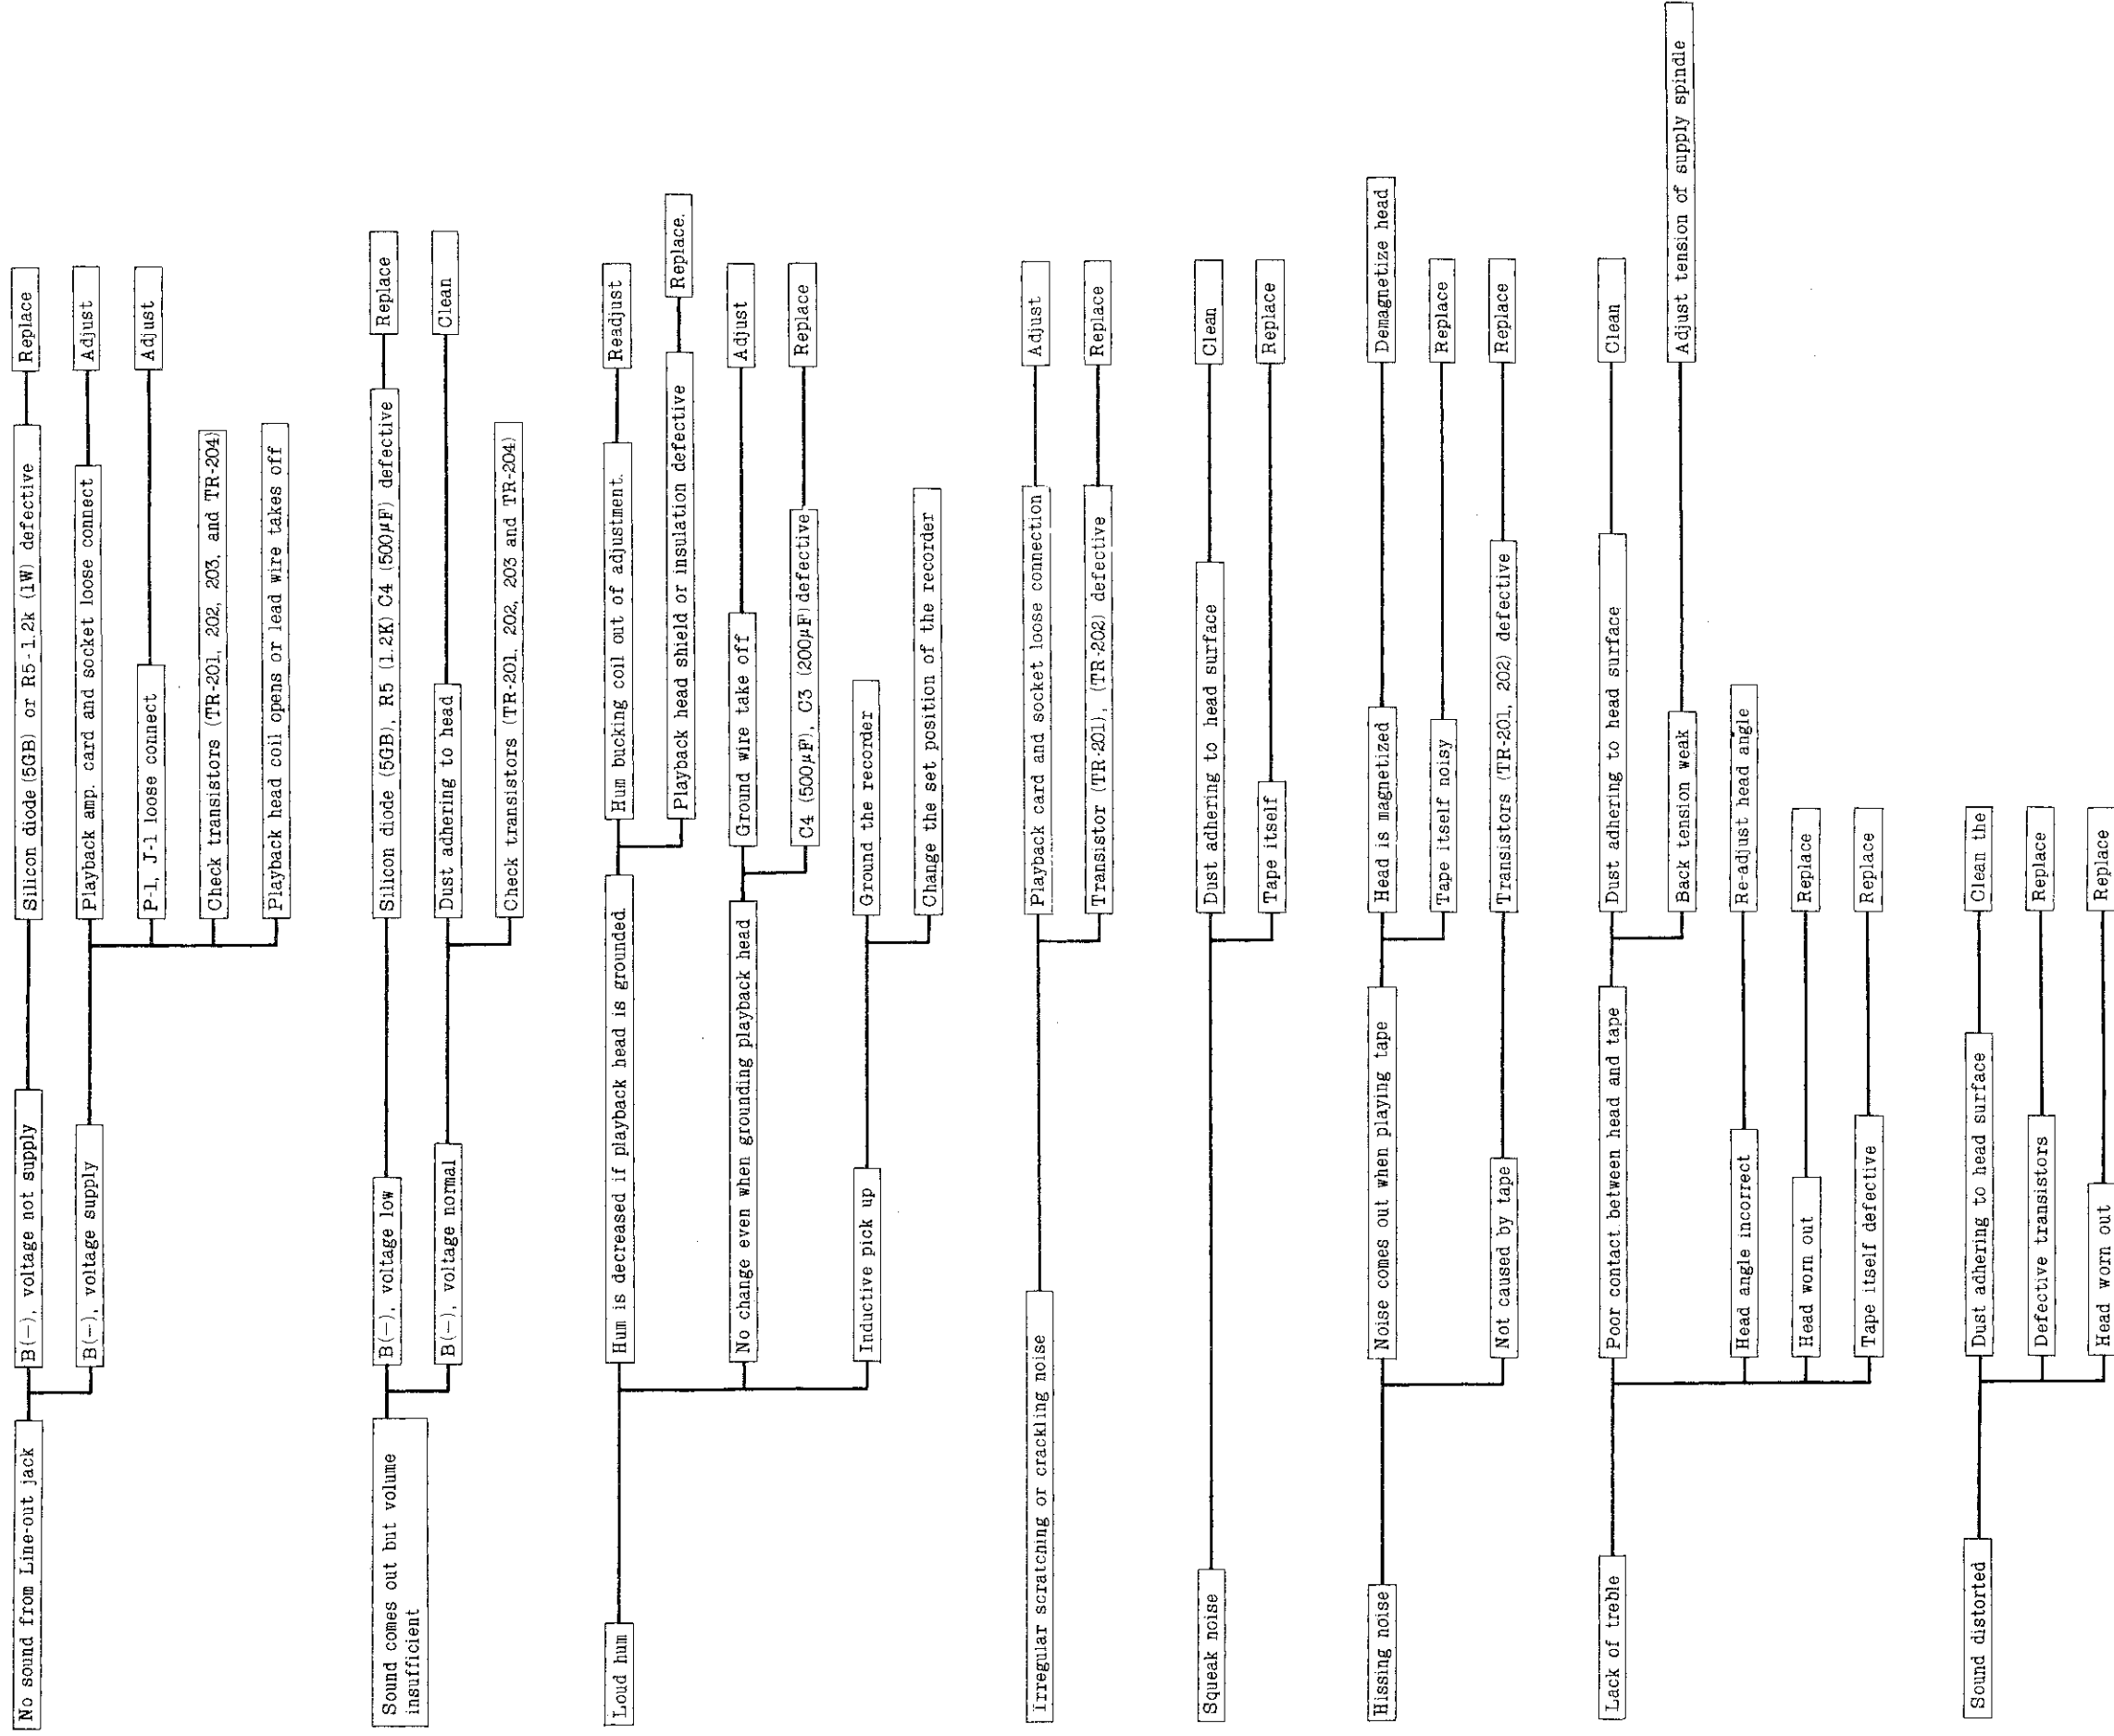 No sound from Line-out jack
B(—), voltage not supply
Silicon diode (5GB) or R5-1.2k (1W) defective
Replace
B(—), voltage supply
Playback amp. card and socket loose connect
Adjust
P-1, J-1 loose connect
Adjust
Check transistors (TR-201, 202, 203, and TR-204)
Playback head coil opens or lead wire takes off
Sound comes out but volume
insufficient
B(—), voltage low
Silicon diode (5GB), R5 (1.2K) C4 (500μF) defective
Replace
B(—), voltage normal
Dust adhering to head
Clean
Check transistors (TR-201, 202, 203 and TR-204)
Loud hum
Hum is decreased if playback head is grounded.
Hum bucking coil out of adjustment.
Readjust
Playback head shield or insulation defective
Replace.
No change even when grounding playback head
Ground wire take off
Adjust
C4 (500μF), C3 (200μF) defective
Replace
Inductive pick up
Ground the recorder
Change the set position of the recorder
Irregular scratching or crackling noise
Playback card and socket loose connection
Adjust
Transistor (TR-201), (TR-202) defective
Replace
Squeak noise
Dust adhering to head surface
Clean
Tape itself
Replace
Hissing noise
Noise comes out when playing tape
Head is magnetized
Demagnetize head
Tape itself noisy
Replace
Not caused by tape
Transistors (TR-201, 202) defective
Replace
Lack of treble
Poor contact between head and tape
Dust adhering to head surface
Clean
Back tension weak
Adjust tension of supply spindle
Head angle incorrect
Re-adjust head angle
Head worn out
Replace
Tape itself defective
Replace
Sound distorted
Dust adhering to head surface
Clean the
Defective transistors
Replace
Head worn out
Replace